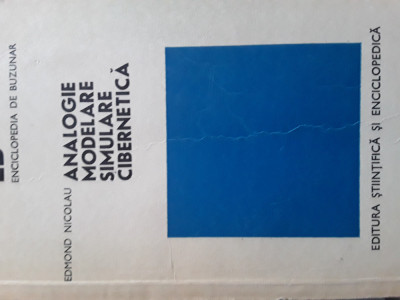 ENCICLOPEDIA DE BUZUNAR
EDMOND NICOLAU
ANALOGIE
MODELARE
SIMULARE
CIBERNETICĂ
EDITURA ȘTIINȚIFICĂ ȘI ENCICLOPEDICĂ